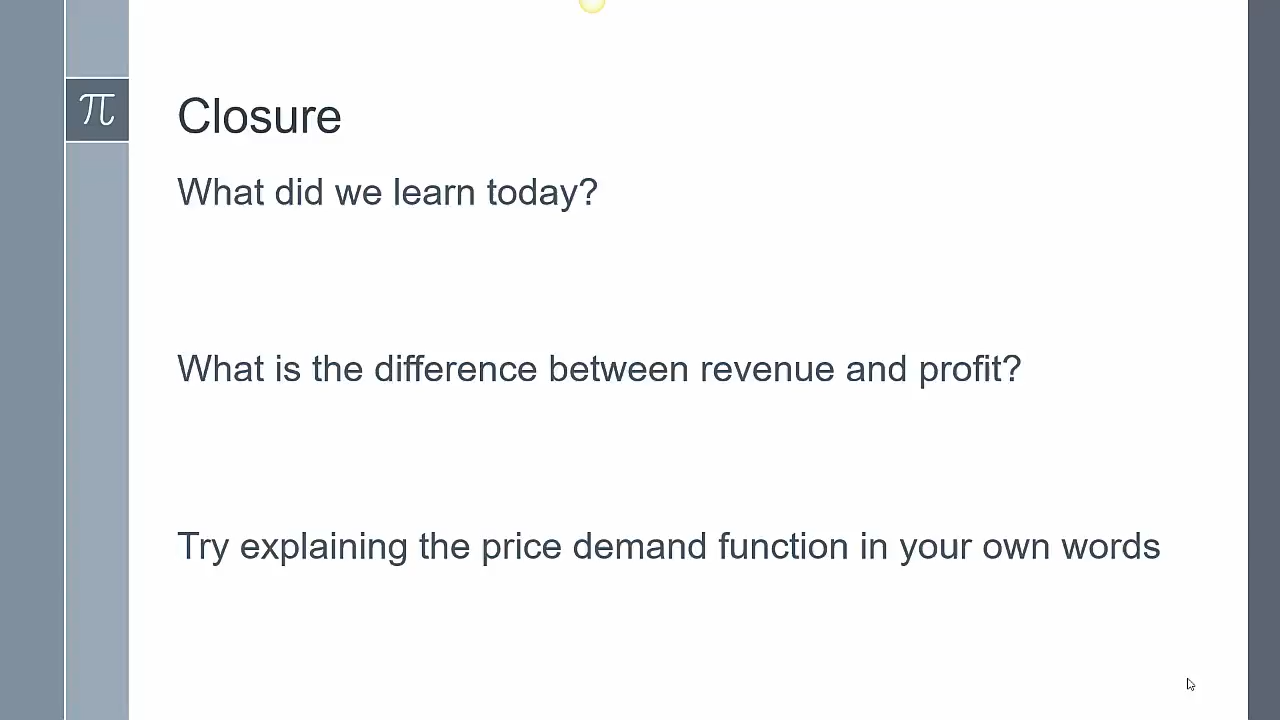 π
Closure
What did we learn today?
What is the difference between revenue and profit?
Try explaining the price demand function in your own words